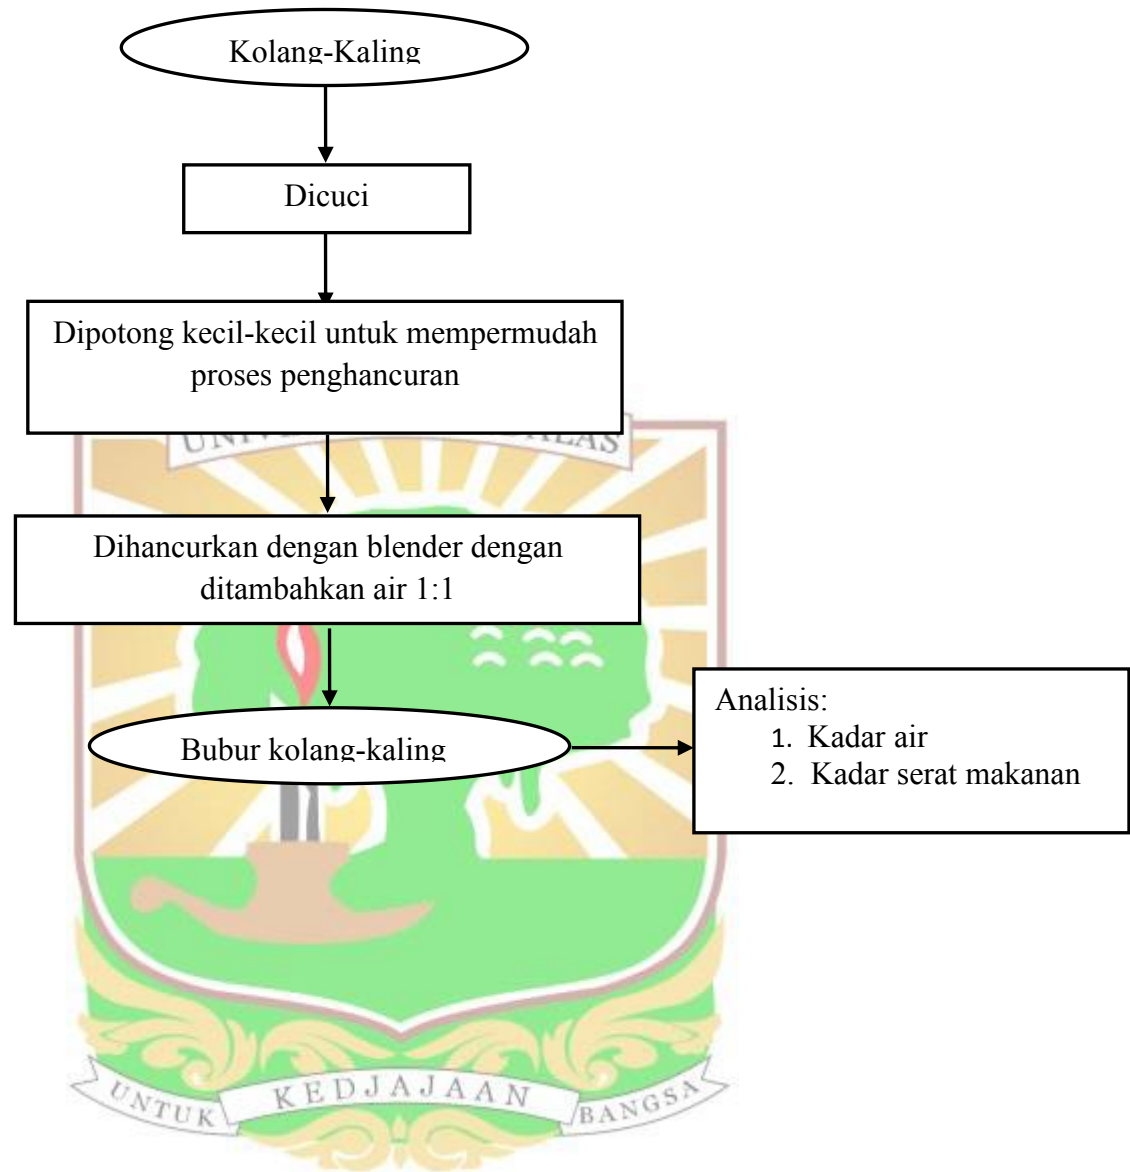 Kolang-Kaling
Dicuci
Dipotong kecil-kecil untuk mempermudah
proses penghancuran
Dihancurkan dengan blender dengan
ditambahkan air 1:1
Bubur kolang-kaling
Analisis:
1. Kadar air
2. Kadar serat makanan
UNTUK KEDJAJAAN BANGSA